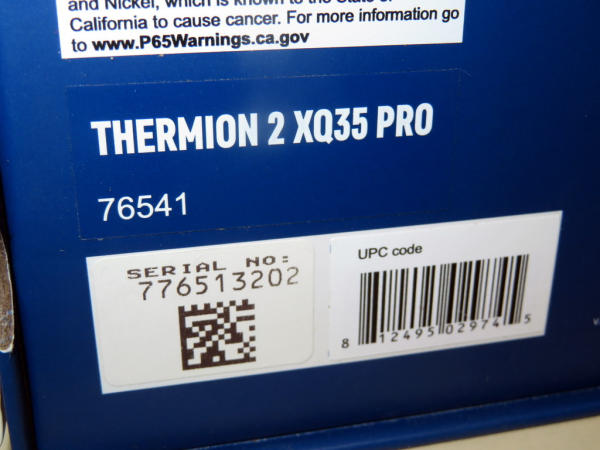 and Nickel, which is known to the State of
California to cause cancer. For more information go
to www.P65Warnings.ca.gov
THERMION 2 XQ35 PRO
76541
SERIAL NO:
776513202
UPC code
8 12495 02974 5